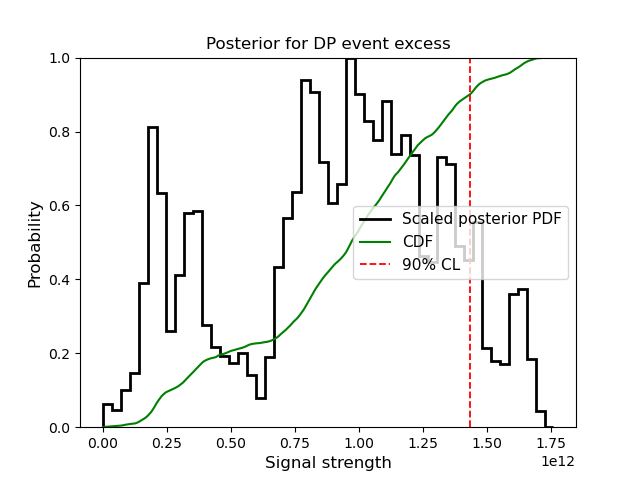 Posterior for DP event excess
Probability
1.0
0.8
0.6
0.4
0.2
0.0
Scaled posterior PDF
CDF
90% CL
0.00 0.25 0.50 0.75 1.00 1.25 1.50 1.75
1e12
Signal strength